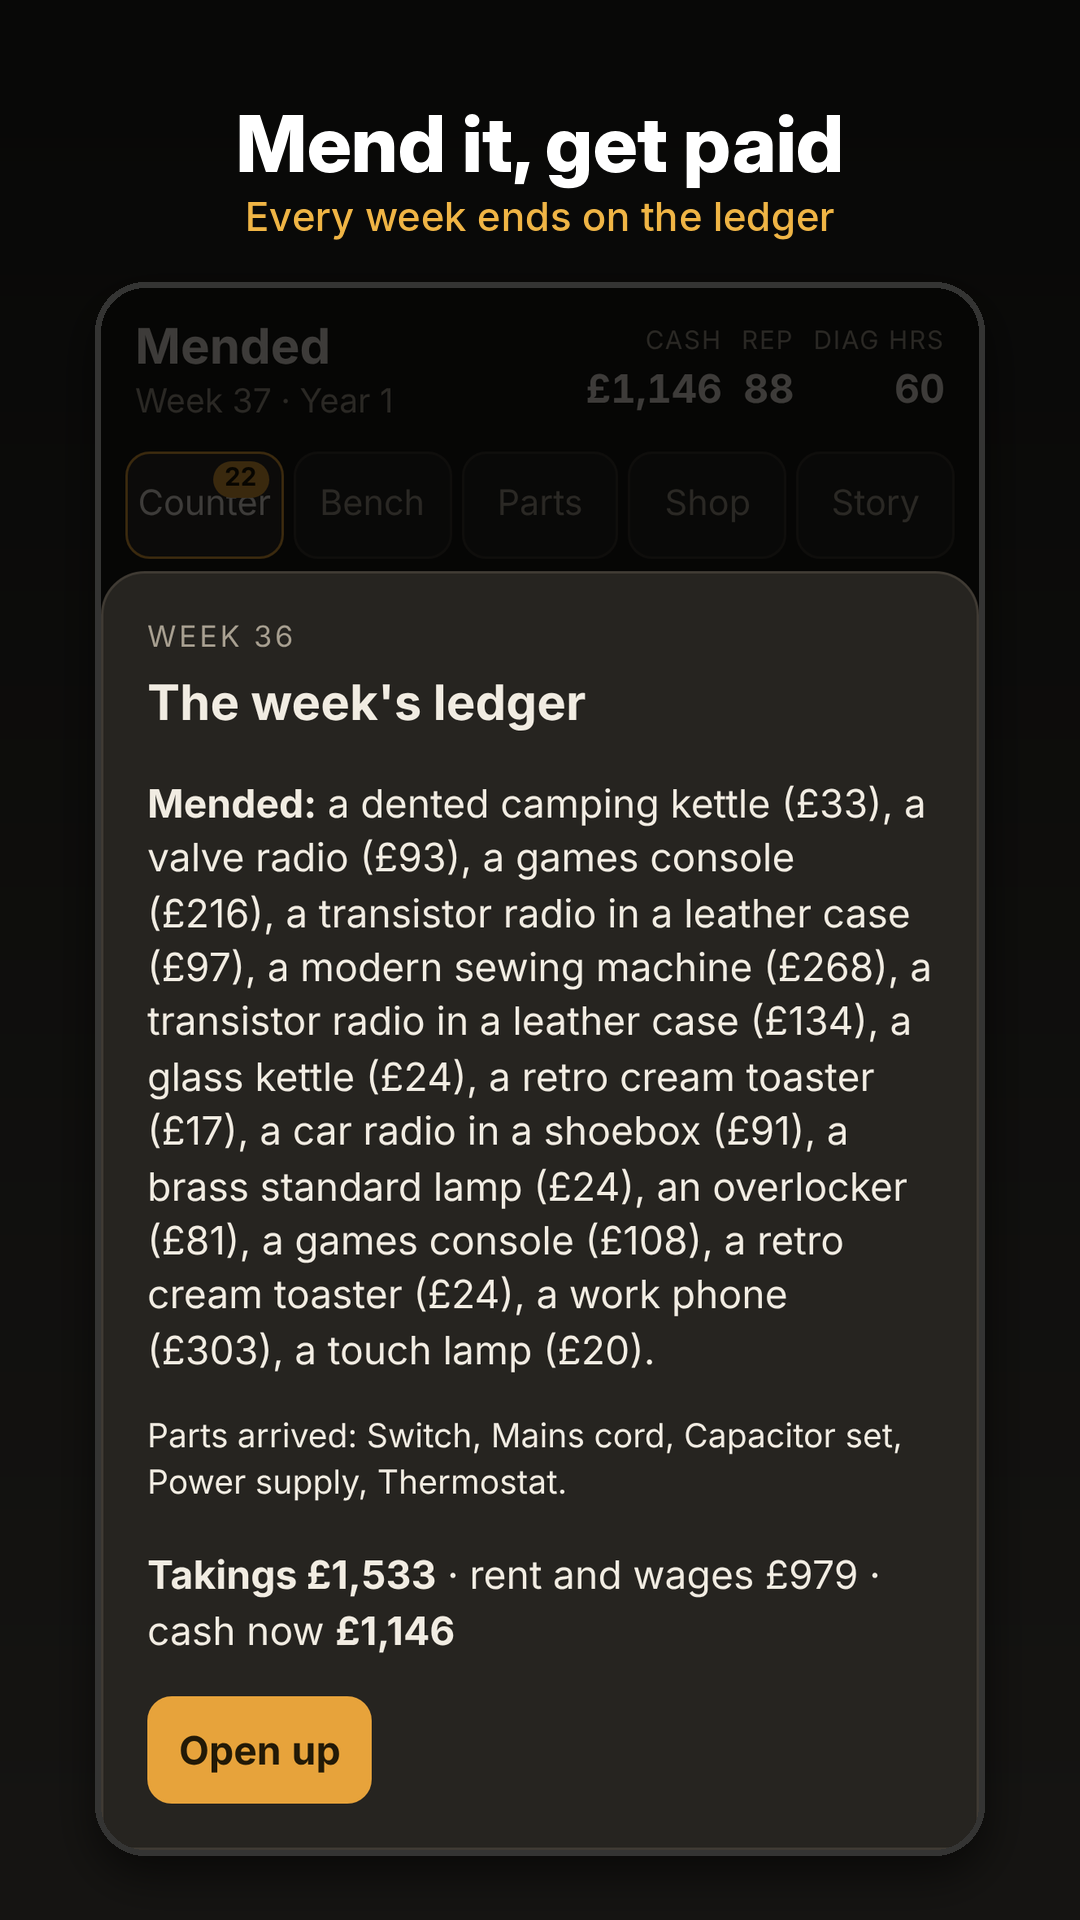 Mend it, get paid
Every week ends on the ledger
Mended
Week 37 · Year 1
CASH REP DIAG HRS
£1,146 88 60
22
Counter Bench Parts Shop Story
WEEK 36
The week's ledger
Mended: a dented camping kettle (£33), a
valve radio (£93), a games console
(£216), a transistor radio in a leather case
(£97), a modern sewing machine (£268), a
transistor radio in a leather case (£134), a
glass kettle (£24), a retro cream toaster
(£17), a car radio in a shoebox (£91), a
brass standard lamp (£24), an overlocker
(£81), a games console (£108), a retro
cream toaster (£24), a work phone
(£303), a touch lamp (£20).
Parts arrived: Switch, Mains cord, Capacitor set,
Power supply, Thermostat.
Takings £1,533 · rent and wages £979 ·
cash now £1,146
Open up